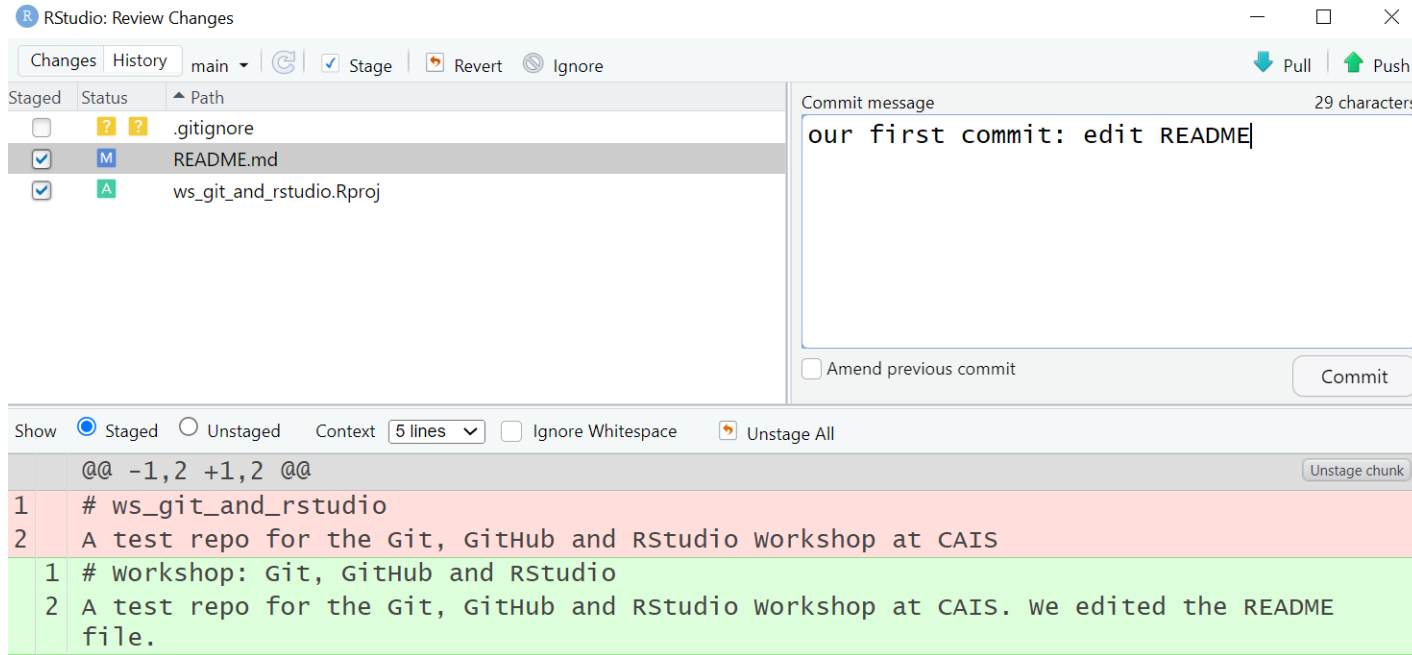 R RStudio: Review Changes
Changes History main Stage Revert Ignore Pull Push
Staged Status Path
? ? .gitignore
M README.md
A ws_git_and_rstudio.Rproj
Commit message 29 characters
our first commit: edit README
Amend previous commit
Commit
Show Staged Unstaged Context 5 lines Ignore Whitespace Unstage All
@@ -1,2 +1,2 @@ Unstage chunk
1 # ws_git_and_rstudio
2 A test repo for the Git, GitHub and RStudio Workshop at CAIS
1 # Workshop: Git, GitHub and RStudio
2 A test repo for the Git, GitHub and RStudio Workshop at CAIS. We edited the README
file.